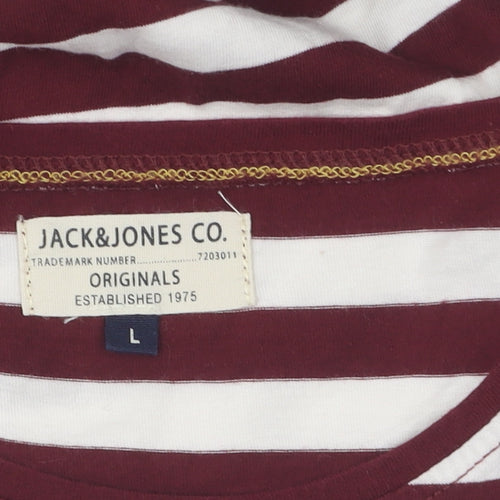 JACK&JONES CO.
TRADEMARK NUMBER.....................7203011
ORIGINALS
ESTABLISHED 1975
L